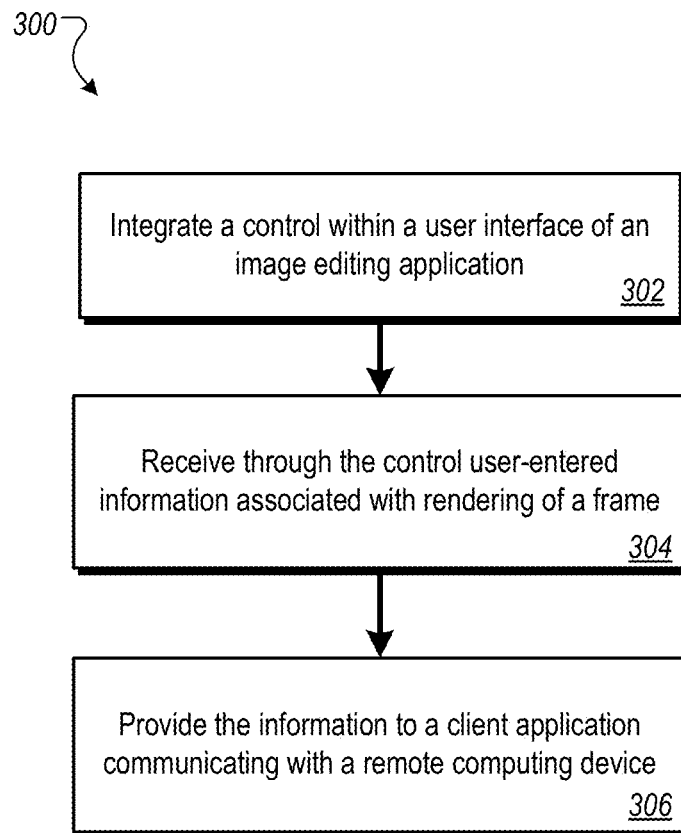 300
Integrate a control within a user interface of an
image editing application
302
Receive through the control user-entered
information associated with rendering of a frame
304
Provide the information to a client application
communicating with a remote computing device
306